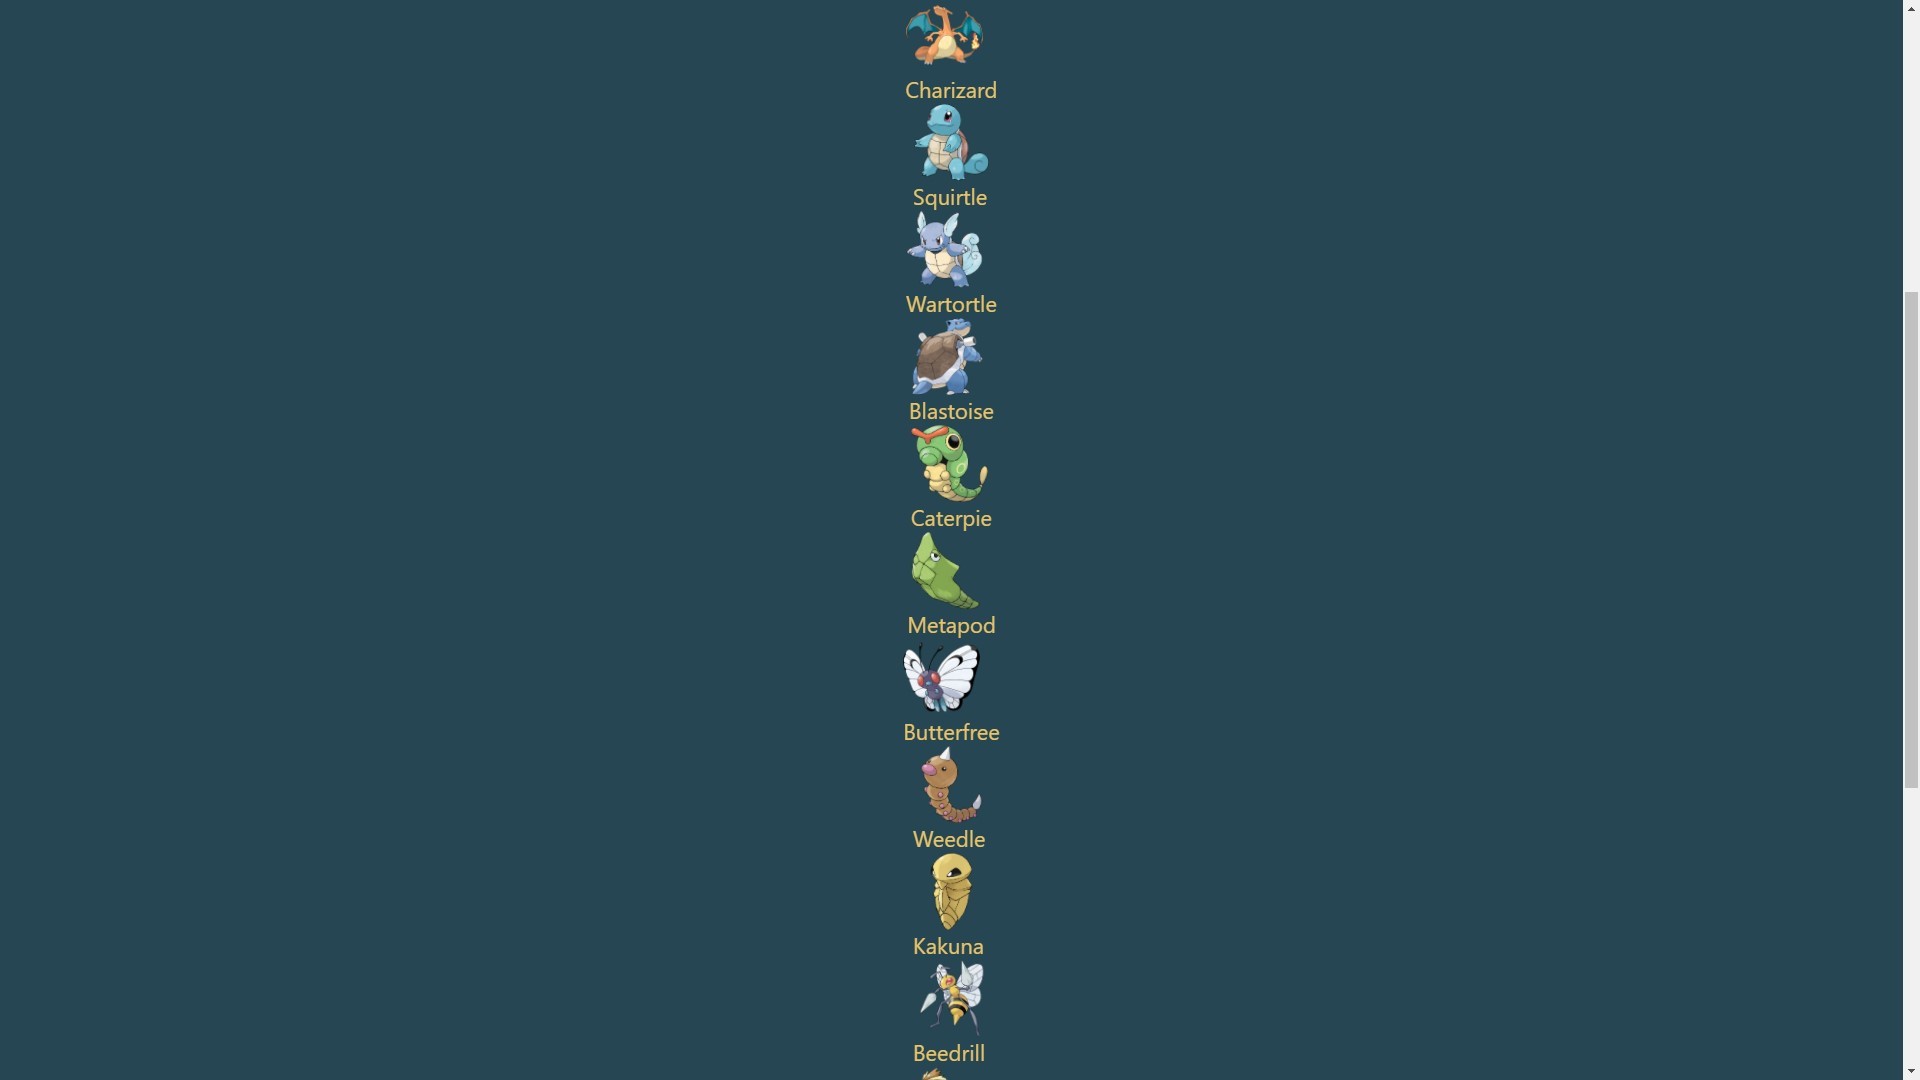 Charizard
Squirtle
Wartortle
Blastoise
Caterpie
Metapod
Butterfree
Weedle
Kakuna
Beedrill